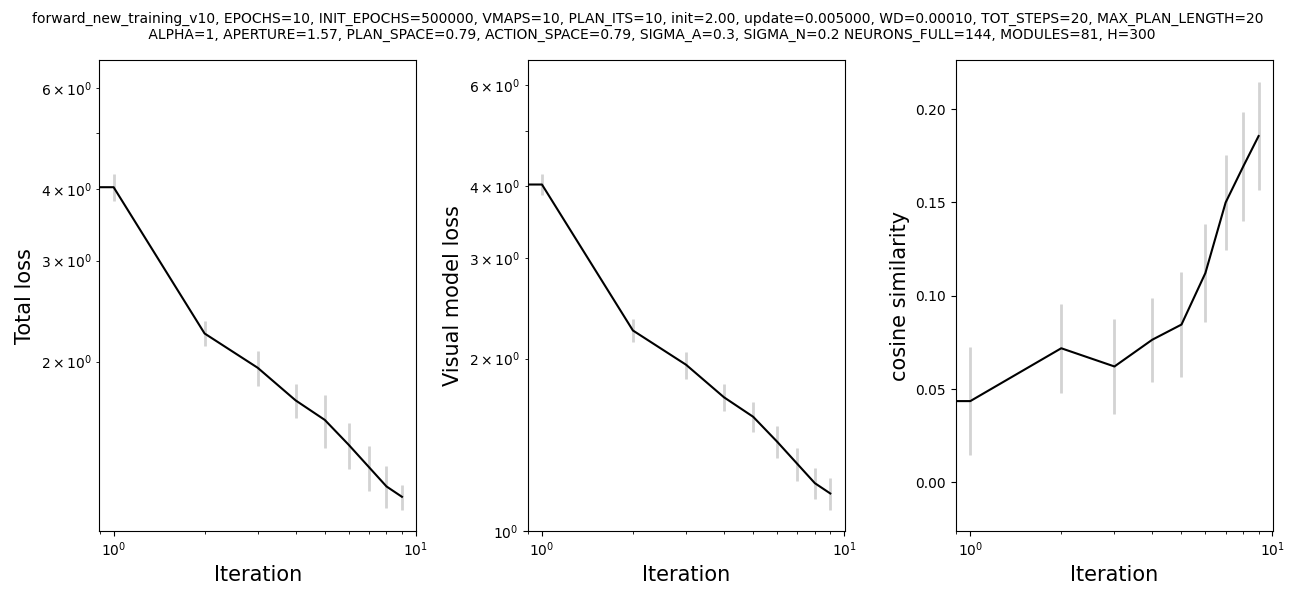 forward_new_training_v10, EPOCHS=10, INIT_EPOCHS=500000, VMAPS=10, PLAN_ITS=10, init=2.00, update=0.005000, WD=0.00010, TOT_STEPS=20, MAX_PLAN_LENGTH=20
ALPHA=1, APERTURE=1.57, PLAN_SPACE=0.79, ACTION_SPACE=0.79, SIGMA_A=0.3, SIGMA_N=0.2 NEURONS_FULL=144, MODULES=81, H=300
Total loss
6 × 10⁰
4 × 10⁰
3 × 10⁰
2 × 10⁰
10⁰
10¹
Iteration
Visual model loss
6 × 10⁰
4 × 10⁰
3 × 10⁰
2 × 10⁰
10⁰
10⁰
10¹
Iteration
cosine similarity
0.20
0.15
0.10
0.05
0.00
10⁰
10¹
Iteration